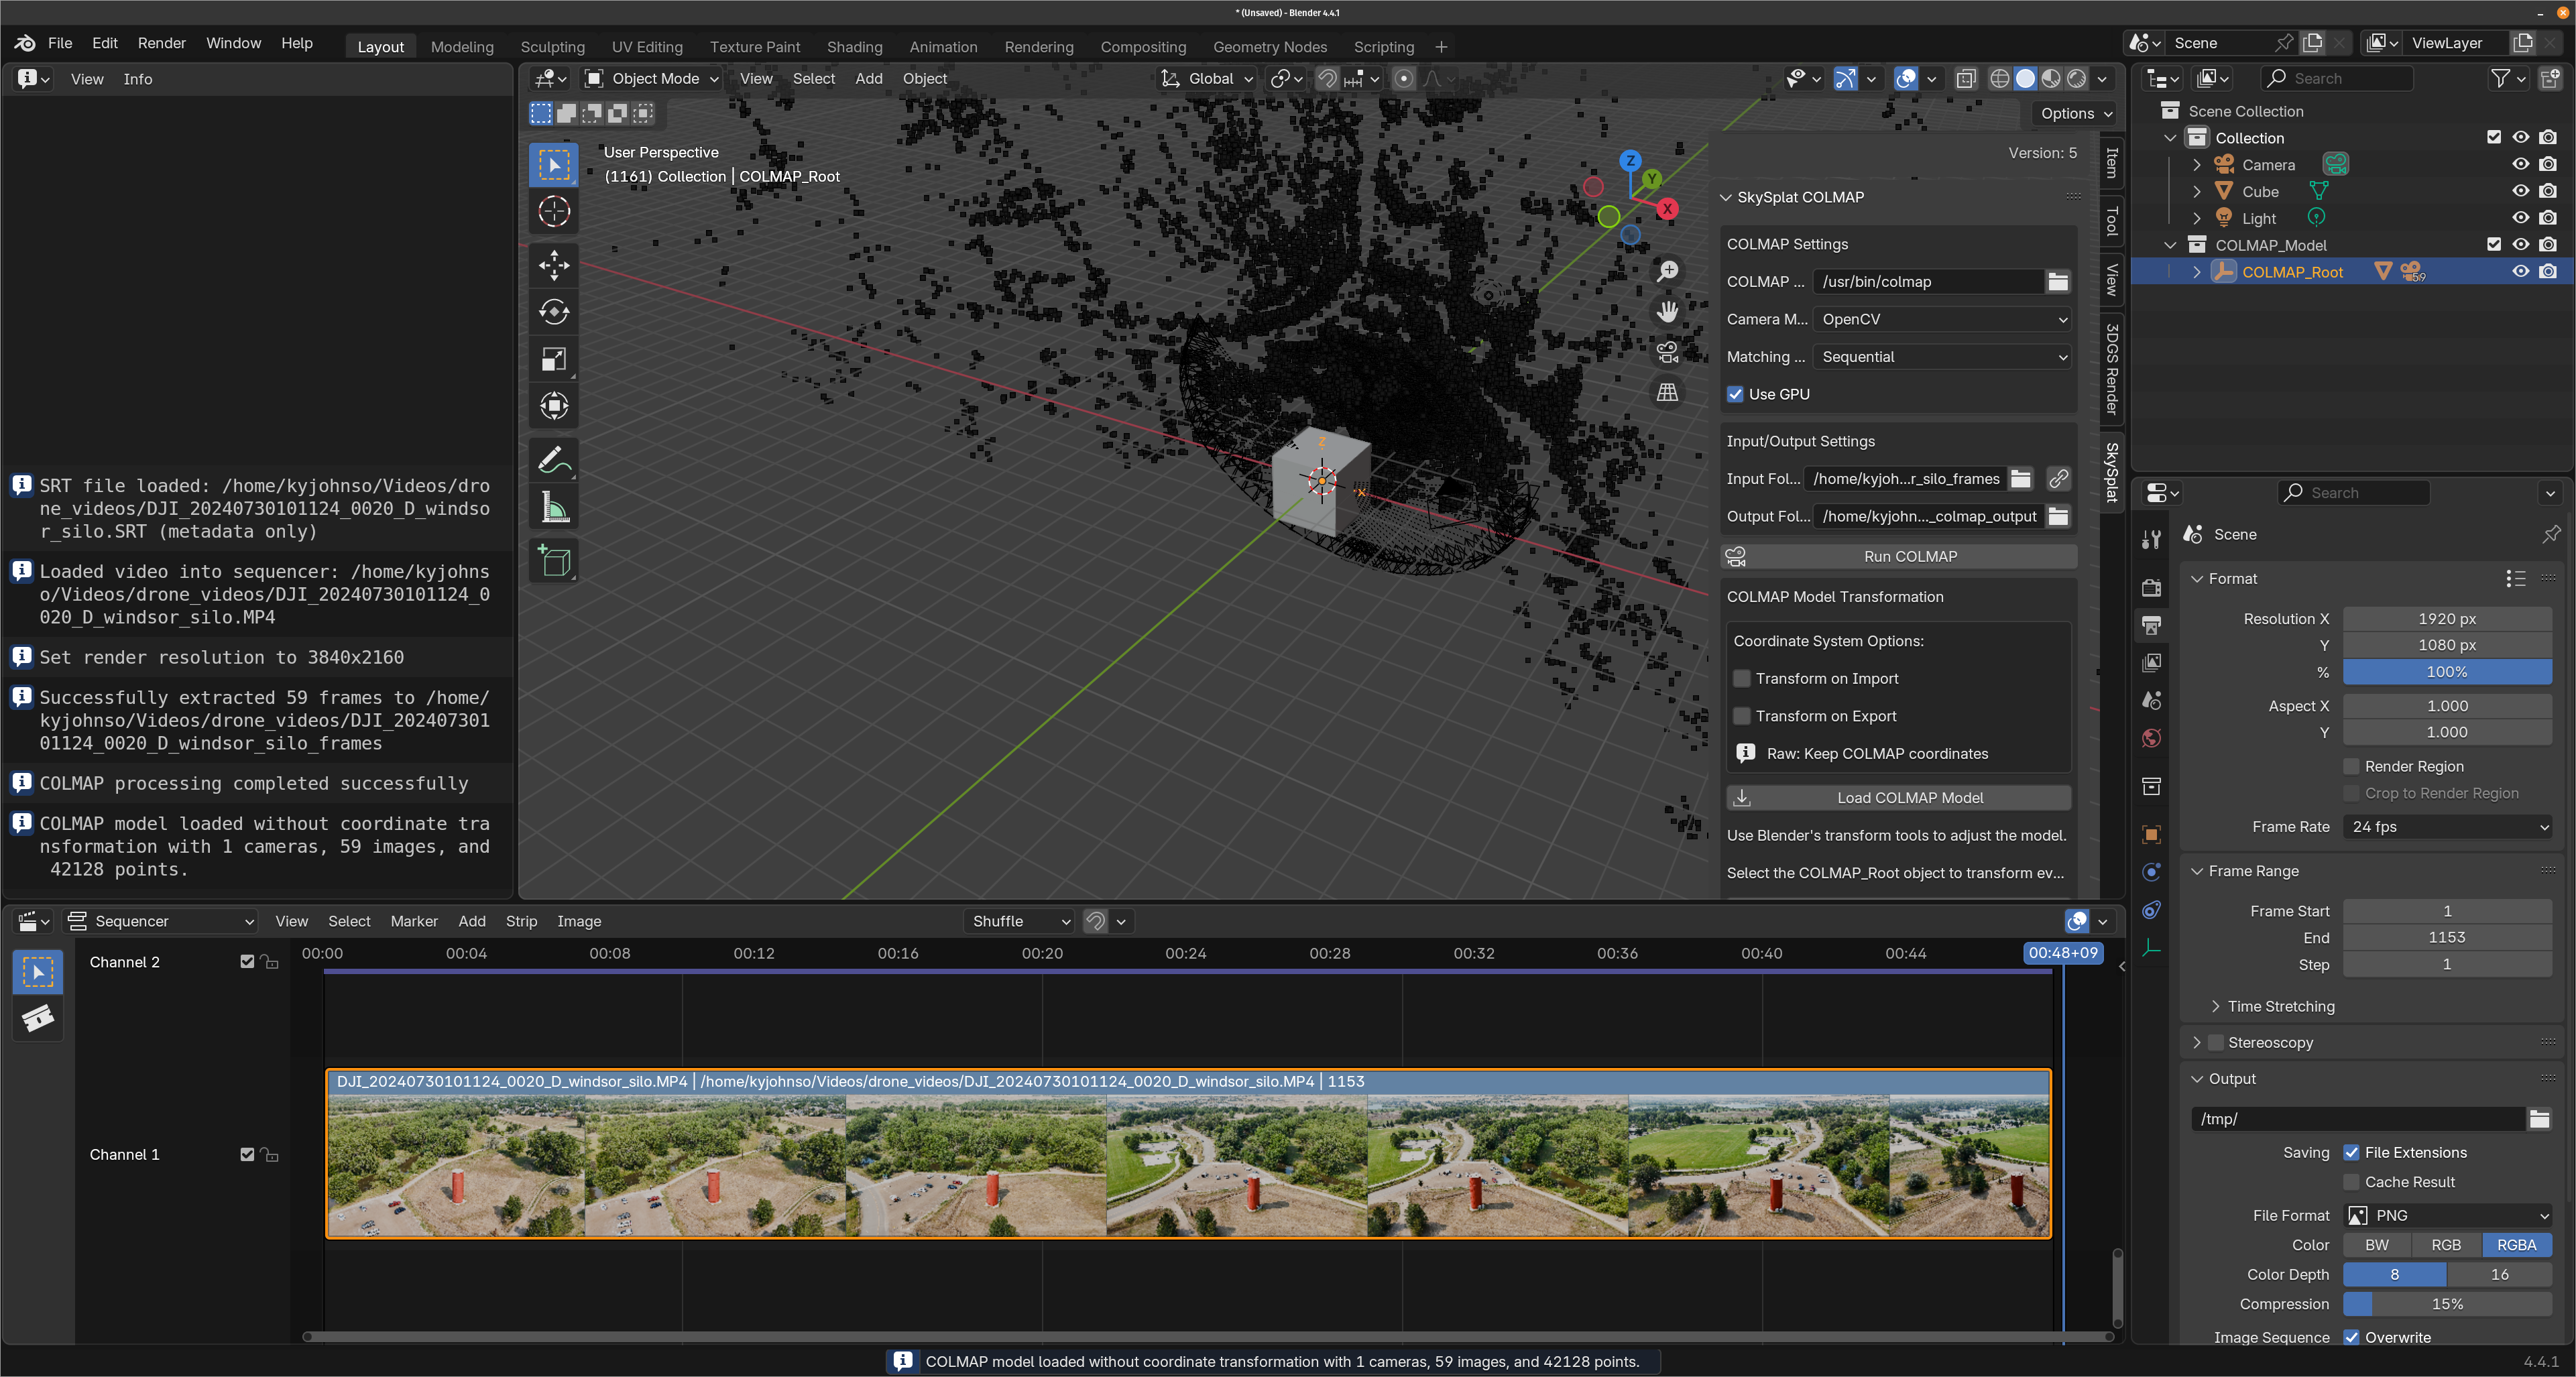 * (Unsaved) - Blender 4.4.1
File Edit Render Window Help
Layout Modeling Sculpting UV Editing Texture Paint Shading Animation Rendering Compositing Geometry Nodes Scripting +
Scene
ViewLayer
View Info
SRT file loaded: /home/kyjohnso/Videos/dro
ne_videos/DJI_20240730101124_0020_D_windso
r_silo.SRT (metadata only)
Loaded video into sequencer: /home/kyjohns
o/Videos/drone_videos/DJI_20240730101124_0
020_D_windsor_silo.MP4
Set render resolution to 3840x2160
Successfully extracted 59 frames to /home/
kyjohnso/Videos/drone_videos/DJI_202407301
01124_0020_D_windsor_silo_frames
COLMAP processing completed successfully
COLMAP model loaded without coordinate tra
nsformation with 1 cameras, 59 images, and
42128 points.
Object Mode View Select Add Object
Global
Options
User Perspective
(1161) Collection | COLMAP_Root
Z
Y
X
z
x
Version: 5
SkySplat COLMAP
COLMAP Settings
COLMAP ... /usr/bin/colmap
Camera M... OpenCV
Matching ... Sequential
Use GPU
Input/Output Settings
Input Fol... /home/kyjoh...r_silo_frames
Output Fol... /home/kyjohn..._colmap_output
Run COLMAP
COLMAP Model Transformation
Coordinate System Options:
Transform on Import
Transform on Export
Raw: Keep COLMAP coordinates
Load COLMAP Model
Use Blender's transform tools to adjust the model.
Select the COLMAP_Root object to transform ev...
Item
Tool
View
3DGS Render
SkySplat
Search
Scene Collection
Collection
Camera
Cube
Light
COLMAP_Model
COLMAP_Root 59
Search
Scene
Format
Resolution X 1920 px
Y 1080 px
% 100%
Aspect X 1.000
Y 1.000
Render Region
Crop to Render Region
Frame Rate 24 fps
Frame Range
Frame Start 1
End 1153
Step 1
Time Stretching
Stereoscopy
Output
/tmp/
Saving File Extensions
Cache Result
File Format PNG
Color BW RGB RGBA
Color Depth 8 16
Compression 15%
Image Sequence Overwrite
Sequencer View Select Marker Add Strip Image
Shuffle
00:00 00:04 00:08 00:12 00:16 00:20 00:24 00:28 00:32 00:36 00:40 00:44 00:48+09
Channel 2
DJI_20240730101124_0020_D_windsor_silo.MP4 | /home/kyjohnso/Videos/drone_videos/DJI_20240730101124_0020_D_windsor_silo.MP4 | 1153
Channel 1
COLMAP model loaded without coordinate transformation with 1 cameras, 59 images, and 42128 points.
4.4.1